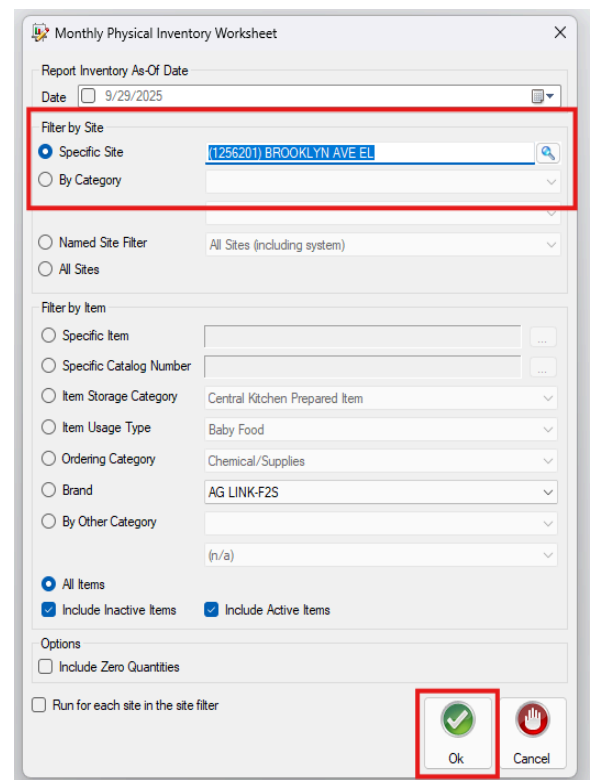 Monthly Physical Inventory Worksheet
Report Inventory As-Of Date
Date 9/29/2025
Filter by Site
Specific Site (1256201) BROOKLYN AVE EL
By Category
Named Site Filter All Sites (including system)
All Sites
Filter by Item
Specific Item ...
Specific Catalog Number ...
Item Storage Category Central Kitchen Prepared Item
Item Usage Type Baby Food
Ordering Category Chemical/Supplies
Brand AG LINK-F2S
By Other Category
(n/a)
All Items
Include Inactive Items Include Active Items
Options
Include Zero Quantities
Run for each site in the site filter
Ok Cancel